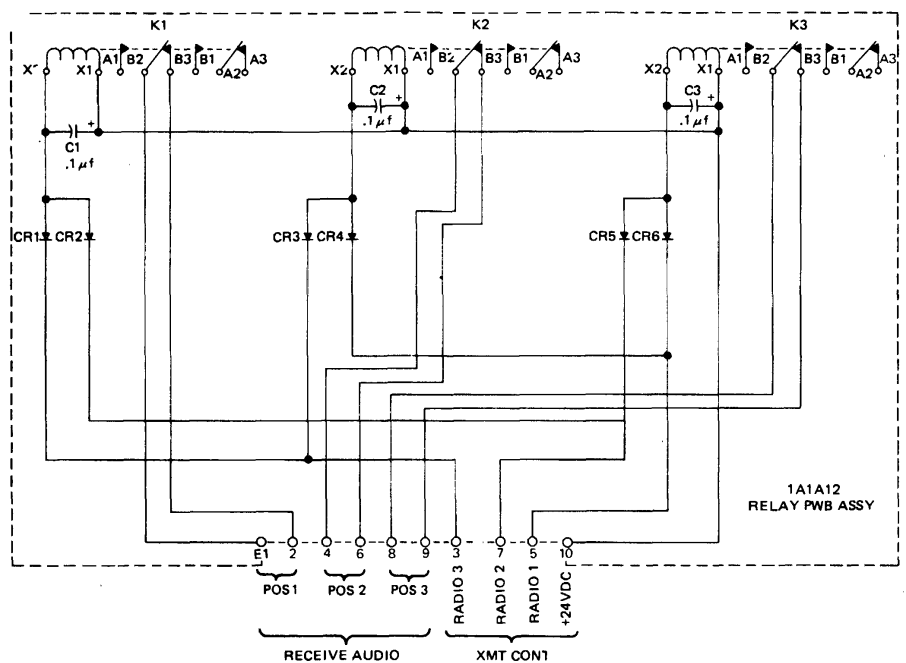 K1 K2 K3
X2 X1 A1 B2 B3 B1 A2 A3
X2 X1 A1 B2 B3 B1 A2 A3
X2 X1 A1 B2 B3 B1 A2 A3
C1 + .1 µf
C2 + .1 µf
C3 + .1 µf
CR1 CR2 CR3 CR4 CR5 CR6
1A1A12
RELAY PWB ASSY
E1 2 4 6 8 9 3 7 5 10
POS 1 POS 2 POS 3
RADIO 3
RADIO 2
RADIO 1
+24VDC
RECEIVE AUDIO XMT CONT